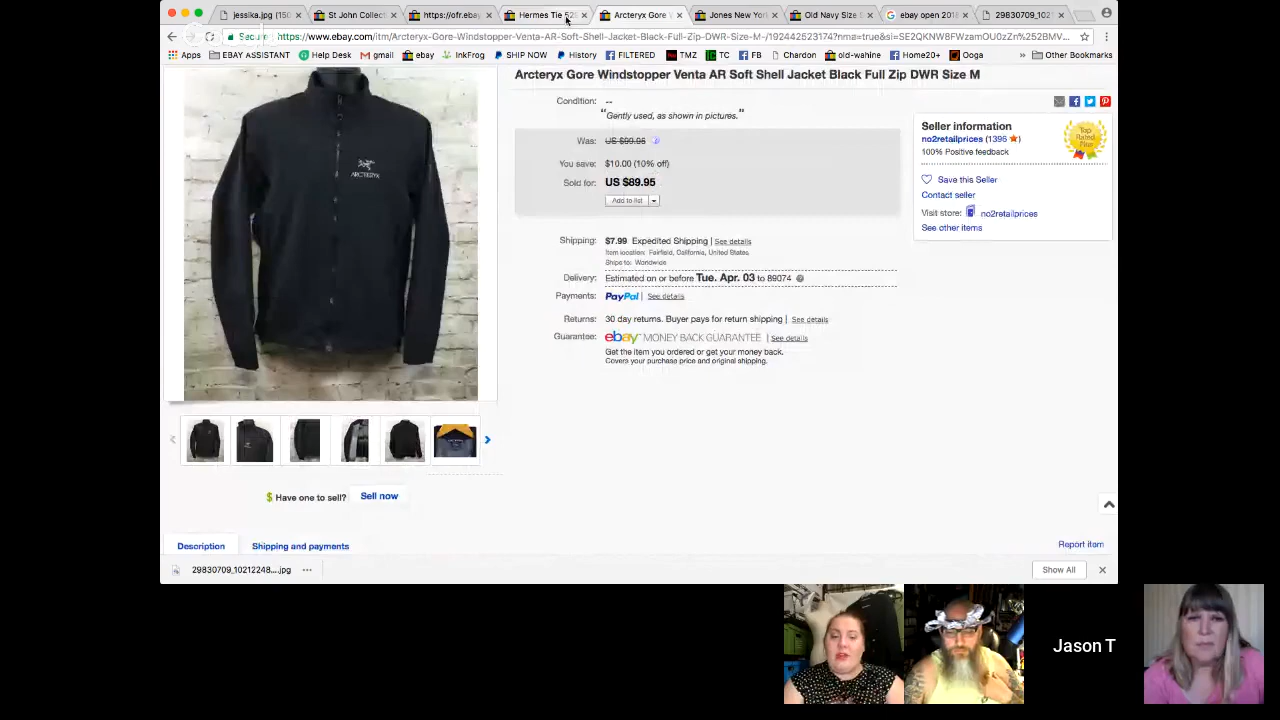 jessika.jpg (150
St John Collect
https://ofr.ebay
Hermes Tie
Arcteryx Gore
Jones New York
Old Navy Size
ebay open 2018
29830709_1021
Secure
https://www.ebay.com/itm/Arcteryx-Gore-Windstopper-Venta-AR-Soft-Shell-Jacket-Black-Full-Zip-DWR-Size-M-/192442523174?nma=true&si=
Apps
EBAY ASSISTANT
Help Desk
gmail
ebay
InkFrog
SHIP NOW
History
FILTERED
TMZ
TC
FB
Chardon
old-wahine
Home20+
Ooga
»
Other Bookmarks
Arcteryx Gore Windstopper Venta AR Soft Shell Jacket Black Full Zip DWR Size M
Condition: --
"Gently used, as shown in pictures."
Was: US $99.95
You save: $10.00 (10% off)
Sold for: US $89.95
Add to list
Shipping: $7.99 Expedited Shipping | See details
Item location: Fairfield, California, United States
Ships to: Worldwide
Delivery: Estimated on or before Tue. Apr. 03 to 89074
Payments: PayPal | See details
Returns: 30 day returns. Buyer pays for return shipping | See details
Guarantee: ebay MONEY BACK GUARANTEE | See details
Get the item you ordered or get your money back.
Covers your purchase price and original shipping.
Seller information
no2retailprices (1396 )
100% Positive feedback
Top Rated Plus
Save this Seller
Contact seller
Visit store: no2retailprices
See other items
ARC'TERYX
$ Have one to sell? Sell now
Description
Shipping and payments
Report item
29830709_10212248....jpg
Show All
Jason T